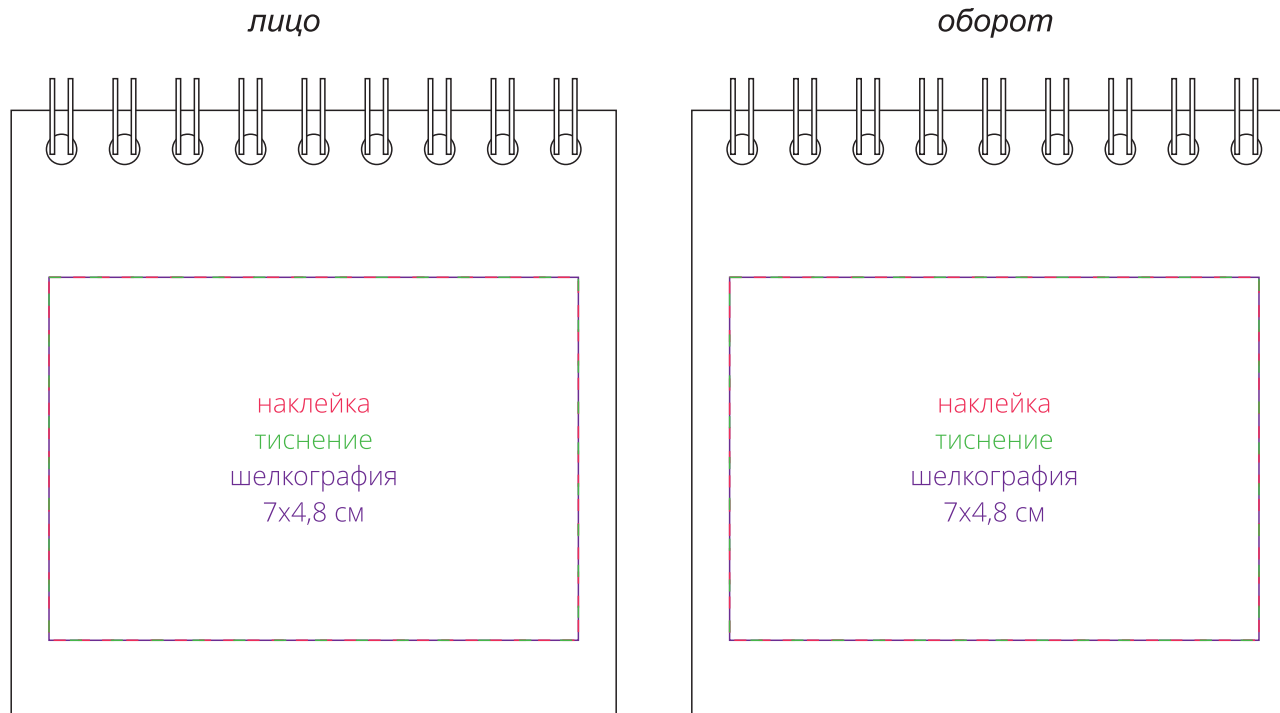 лицо
оборот
наклейка
тиснение
шелкография
7х4,8 см
наклейка
тиснение
шелкография
7х4,8 см